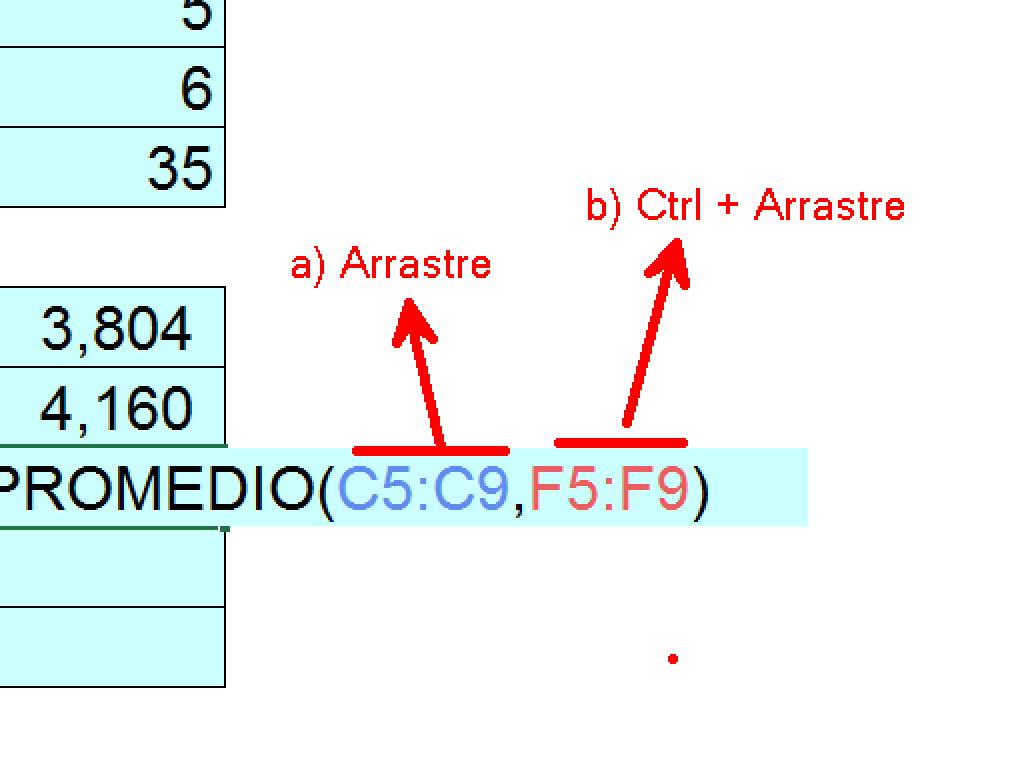 5
6
35
b) Ctrl + Arrastre
a) Arrastre
3,804
4,160
PROMEDIO(C5:C9,F5:F9)